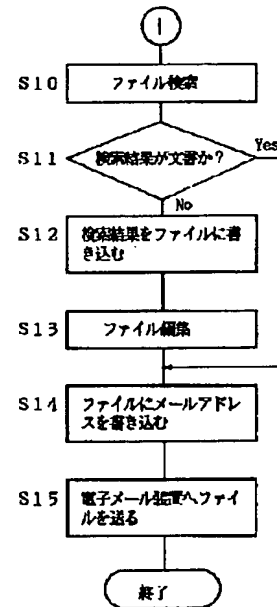 1
S10 ファイル検索
S11 検索結果が文書か? Yes
No
S12 検索結果をファイルに書
き込む
S13 ファイル編集
S14 ファイルにメールアドレ
スを書き込む
S15 電子メール装置へファイ
ルを送る
終了